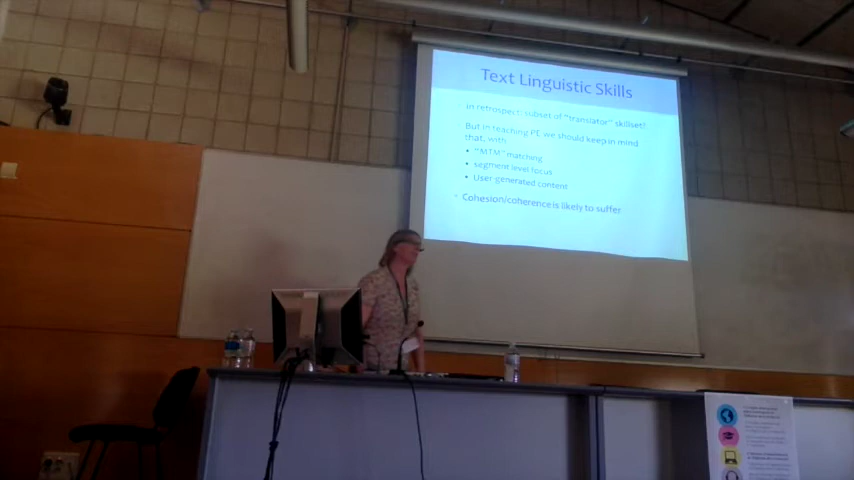 Text Linguistic Skills
In retrospect: subset of "translator" skillset!
But in teaching PE we should keep in mind
that, with:
• "MTM" matching
• segment level focus
• User generated content
• Cohesion/coherence is likely to suffer